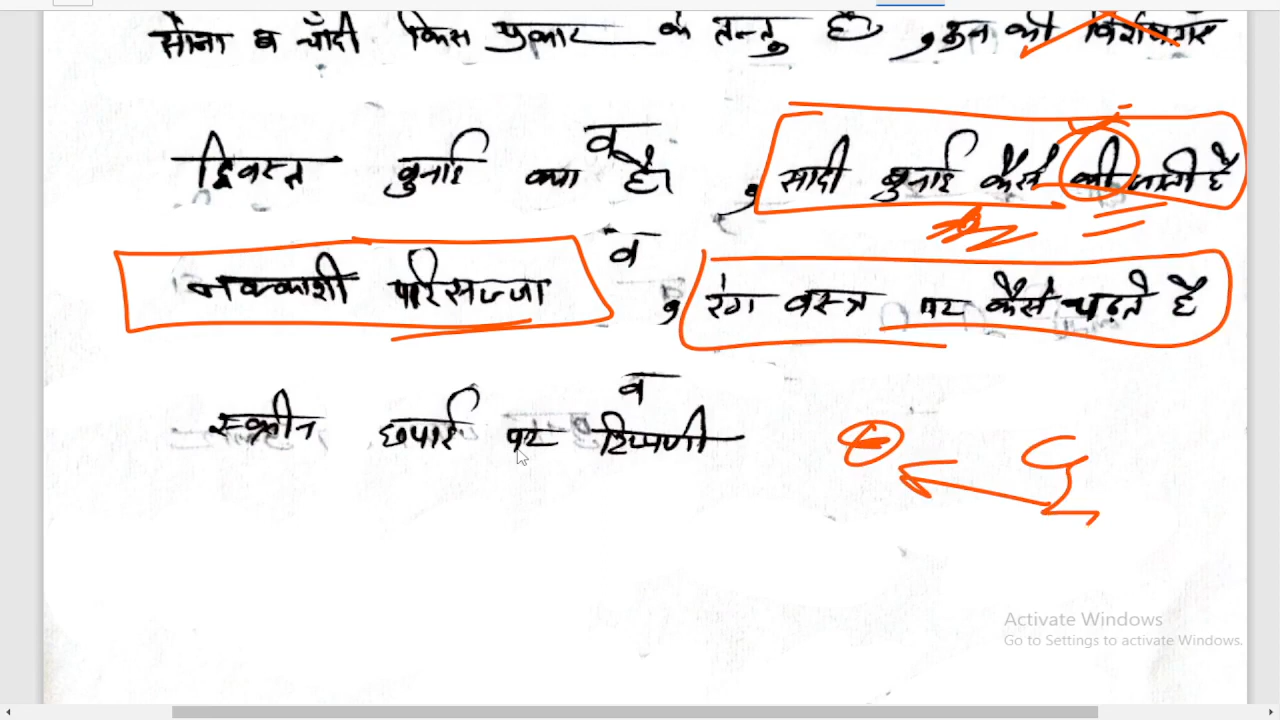 सोना व चाँदी किस प्रकार के तन्तु है , इन की विशेषताएँ
व
द्विवस्त्र बुनाई क्या है। , सादी बुनाई कैसे की जाती है
व
नक्काशी परिसज्जा , रंग वस्त्र पर कैसे चढ़ते है
व
स्क्रीन छपाई पर टिप्पणी
Activate Windows
Go to Settings to activate Windows.